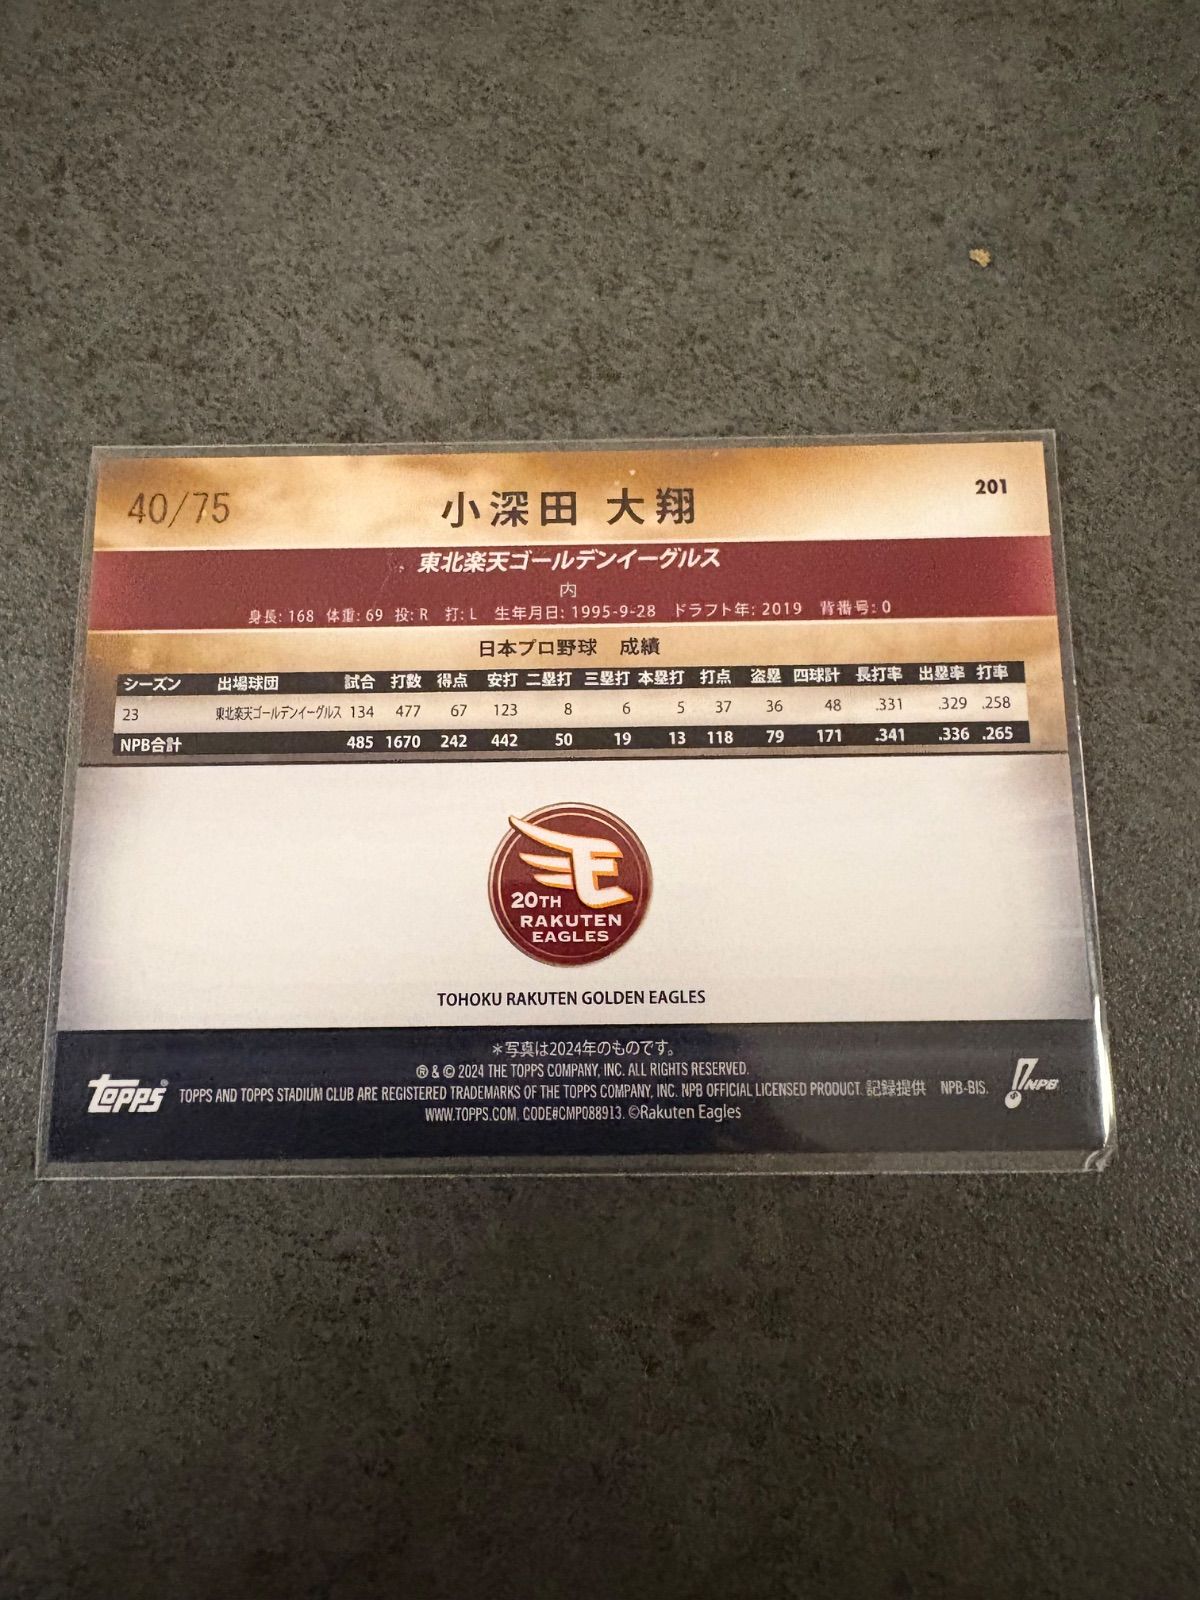 40/75
小深田 大翔
201
東北楽天ゴールデンイーグルス
内
身長: 168 体重: 69 投: R 打: L 生年月日: 1995-9-28 ドラフト年: 2019 背番号: 0
日本プロ野球 成績
シーズン 出場球団 試合 打数 得点 安打 二塁打 三塁打 本塁打 打点 盗塁 四球計 長打率 出塁率 打率
23 東北楽天ゴールデンイーグルス 134 477 67 123 8 6 5 37 36 48 .331 .329 .258
NPB合計 485 1670 242 442 50 19 13 118 79 171 .341 .336 .265
20TH
RAKUTEN
EAGLES
TOHOKU RAKUTEN GOLDEN EAGLES
*写真は2024年のものです。
® & © 2024 THE TOPPS COMPANY, INC. ALL RIGHTS RESERVED.
topps® TOPPS AND TOPPS STADIUM CLUB ARE REGISTERED TRADEMARKS OF THE TOPPS COMPANY, INC. NPB OFFICIAL LICENSED PRODUCT. 記録提供 NPB-BIS. NPB
WWW.TOPPS.COM. CODE#CMP088913. ©Rakuten Eagles